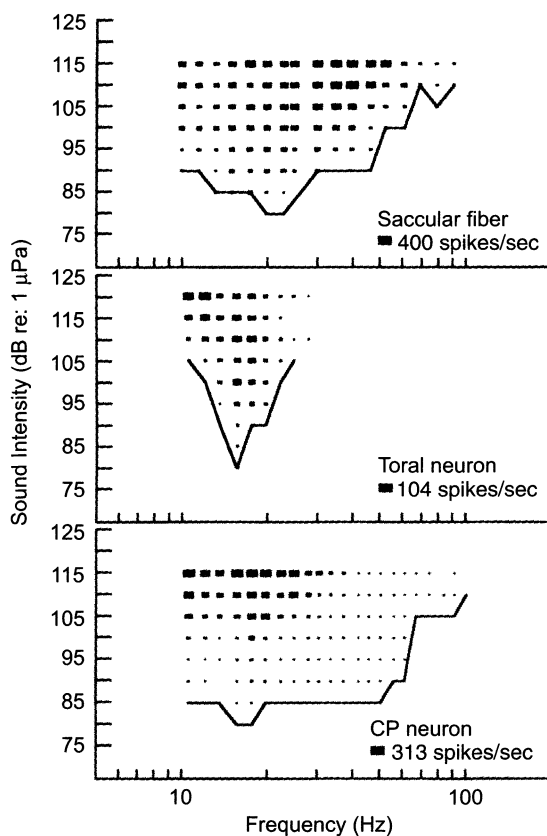 Sound Intensity (dB re: 1 µPa)
125
115
105
95
85
75
Saccular fiber
400 spikes/sec
125
115
105
95
85
75
Toral neuron
104 spikes/sec
125
115
105
95
85
75
CP neuron
313 spikes/sec
10
100
Frequency (Hz)